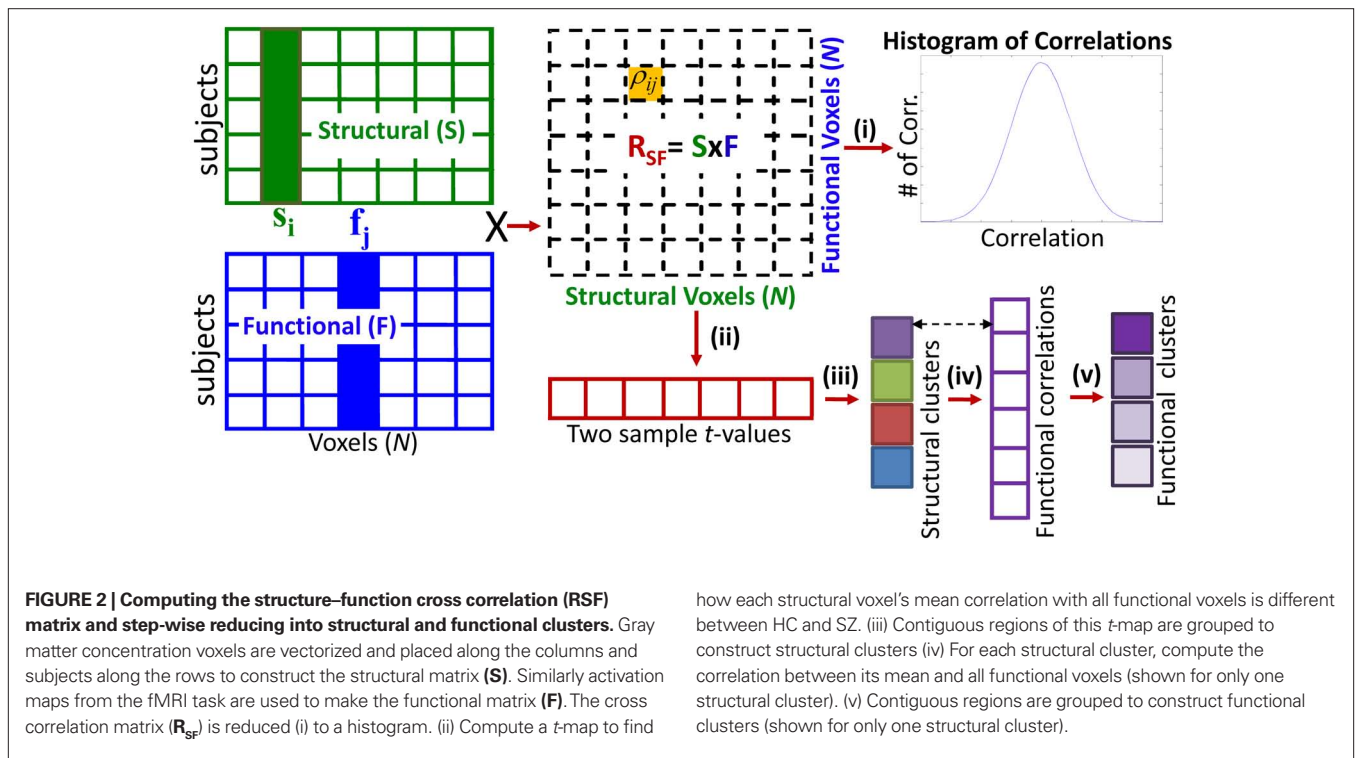 subjects
Structural (S)
s_i
f_j
subjects
Functional (F)
Voxels (N)
X
ρ_ij
R_SF= SxF
Functional Voxels (N)
Structural Voxels (N)
(i)
Histogram of Correlations
# of Corr.
Correlation
(ii)
Two sample t-values
(iii)
Structural clusters
(iv)
Functional correlations
(v)
Functional clusters
FIGURE 2 | Computing the structure–function cross correlation (RSF)
matrix and step-wise reducing into structural and functional clusters. Gray
matter concentration voxels are vectorized and placed along the columns and
subjects along the rows to construct the structural matrix (S). Similarly activation
maps from the fMRI task are used to make the functional matrix (F). The cross
correlation matrix (R_SF) is reduced (i) to a histogram. (ii) Compute a t-map to find
how each structural voxel's mean correlation with all functional voxels is different
between HC and SZ. (iii) Contiguous regions of this t-map are grouped to
construct structural clusters (iv) For each structural cluster, compute the
correlation between its mean and all functional voxels (shown for only one
structural cluster). (v) Contiguous regions are grouped to construct functional
clusters (shown for only one structural cluster).